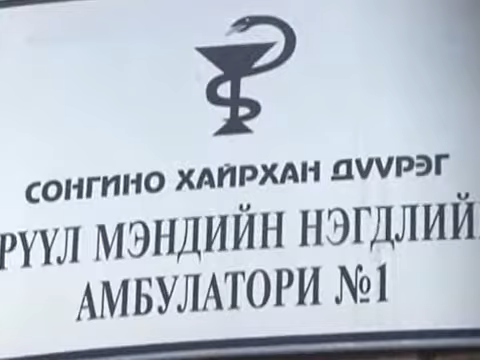 СОНГИНО ХАЙРХАН ДҮҮРЭГ
РҮҮЛ МЭНДИЙН НЭГДЛИЙ
АМБУЛАТОРИ №1